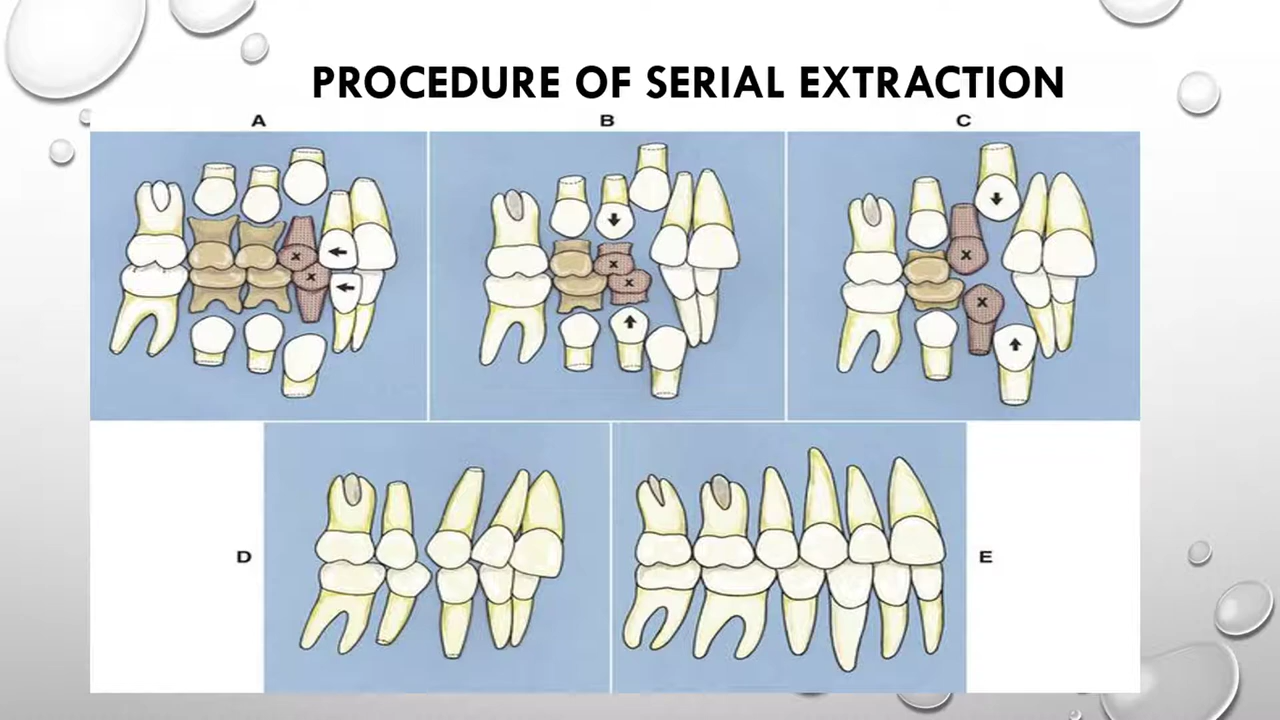 PROCEDURE OF SERIAL EXTRACTION
A B C
x x x x x x
D E